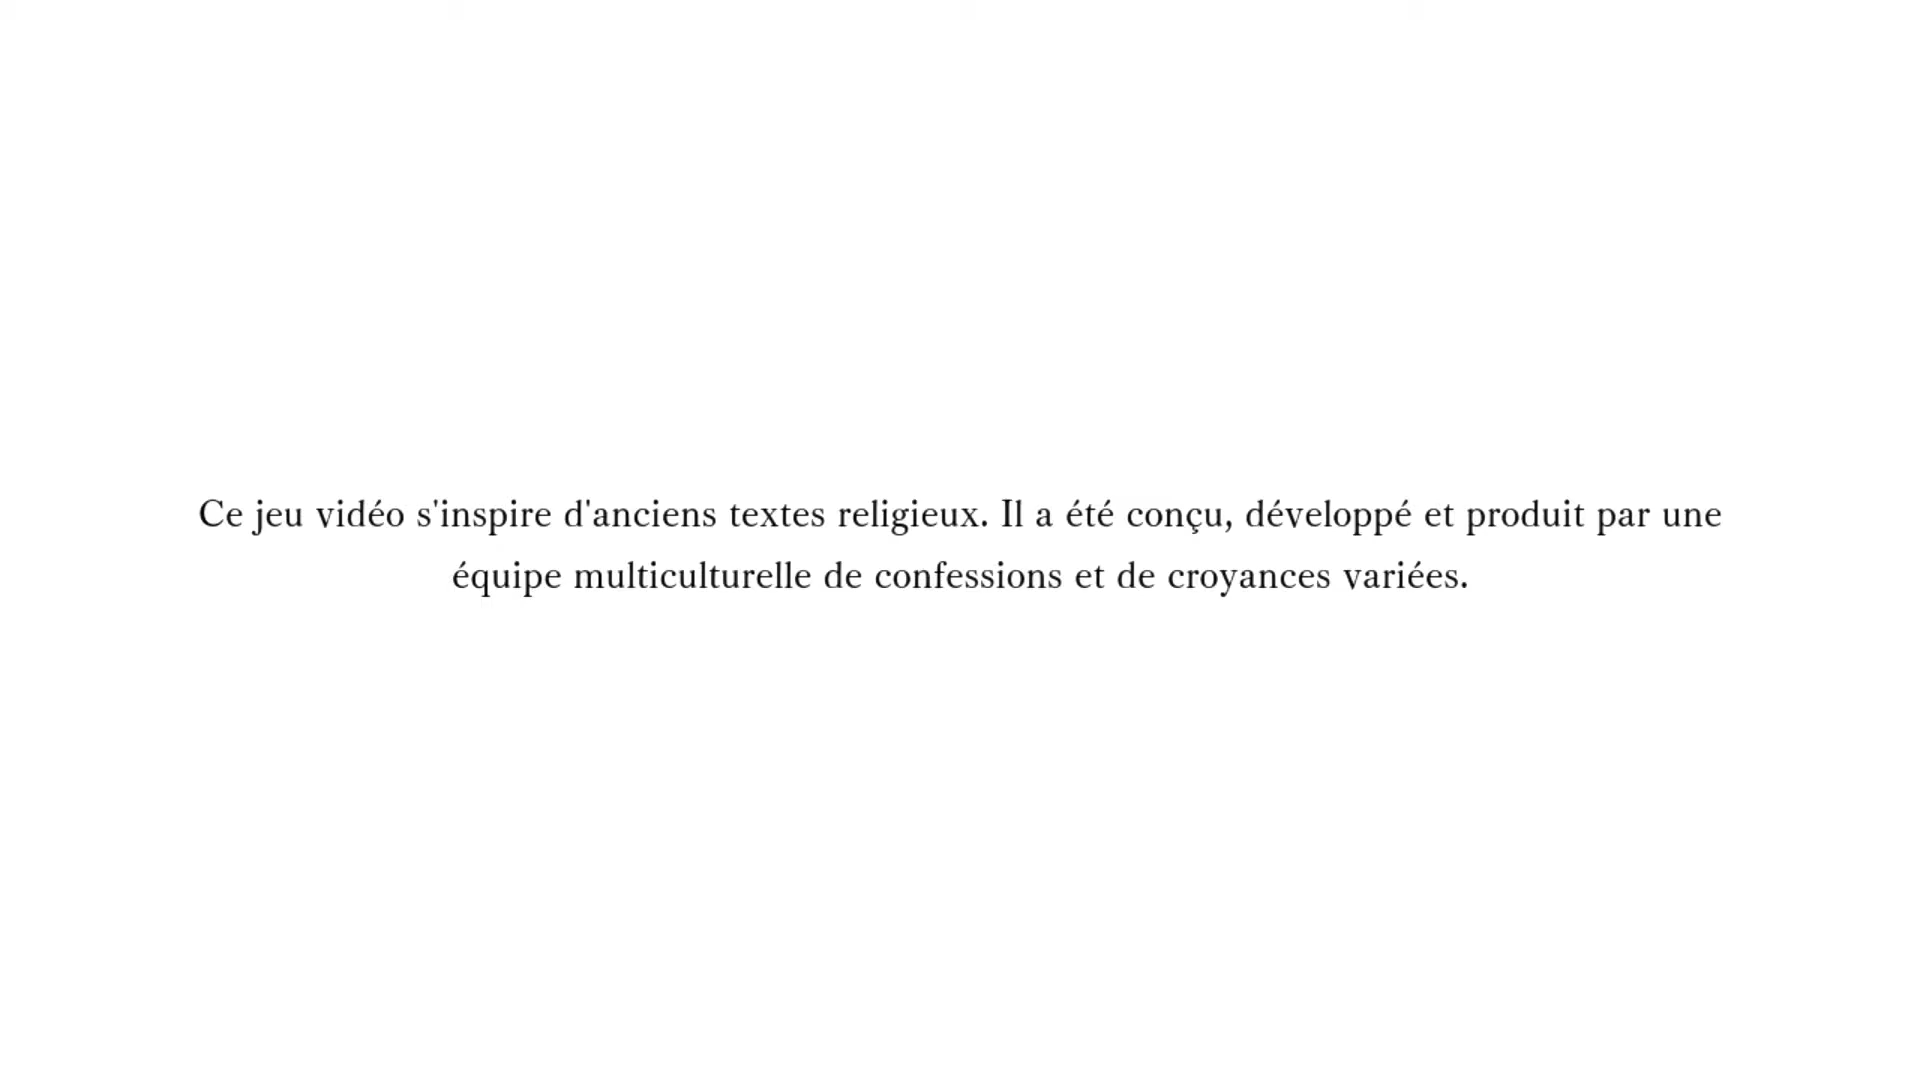 Ce jeu vidéo s'inspire d'anciens textes religieux. Il a été conçu, développé et produit par une
équipe multiculturelle de confessions et de croyances variées.